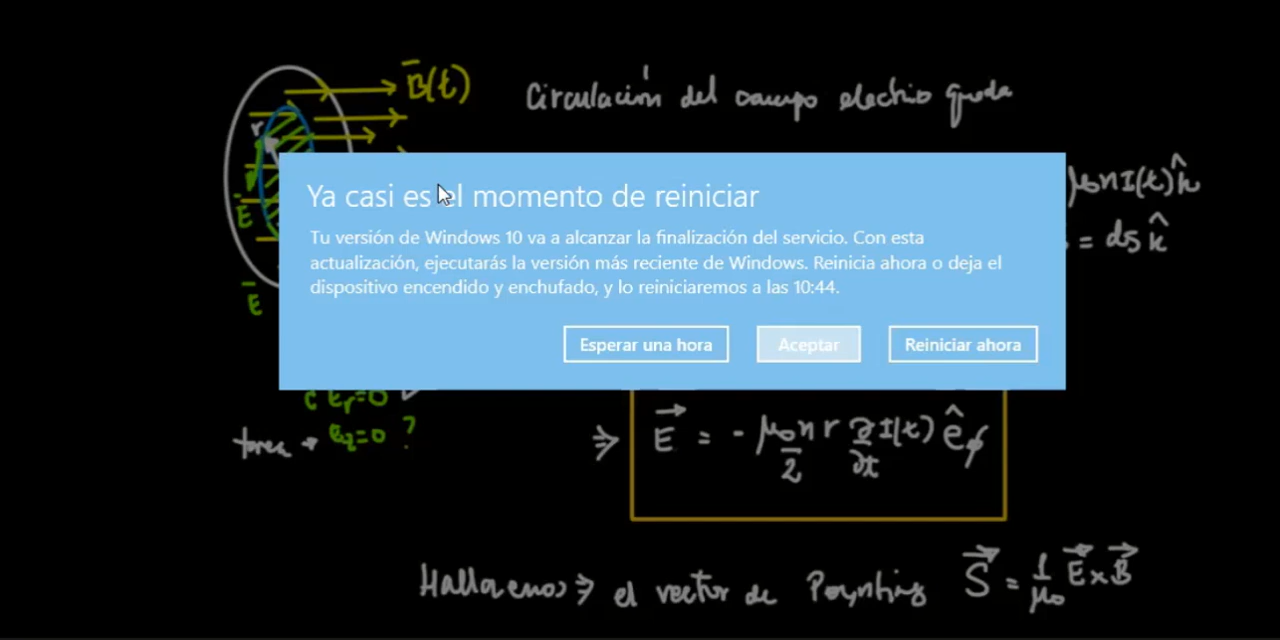 B̄(t)
Circulación del campo electrico queda
r
μ₀nI(t)k̂
Ē
= ds k̂
Ya casi es el momento de reiniciar
Tu versión de Windows 10 va a alcanzar la finalización del servicio. Con esta
actualización, ejecutarás la versión más reciente de Windows. Reinicia ahora o deja el
dispositivo encendido y enchufado, y lo reiniciaremos a las 10:44.
Ē
Esperar una hora Aceptar Reiniciar ahora
Er=0
tarea → Ez=0 ?
⇒ E⃗ = - μ₀n/2 r ∂I(t)/∂t ê_ϕ
Hallaremos ⇒ el vector de Poynting S⃗ = 1/μ₀ E⃗ x B⃗